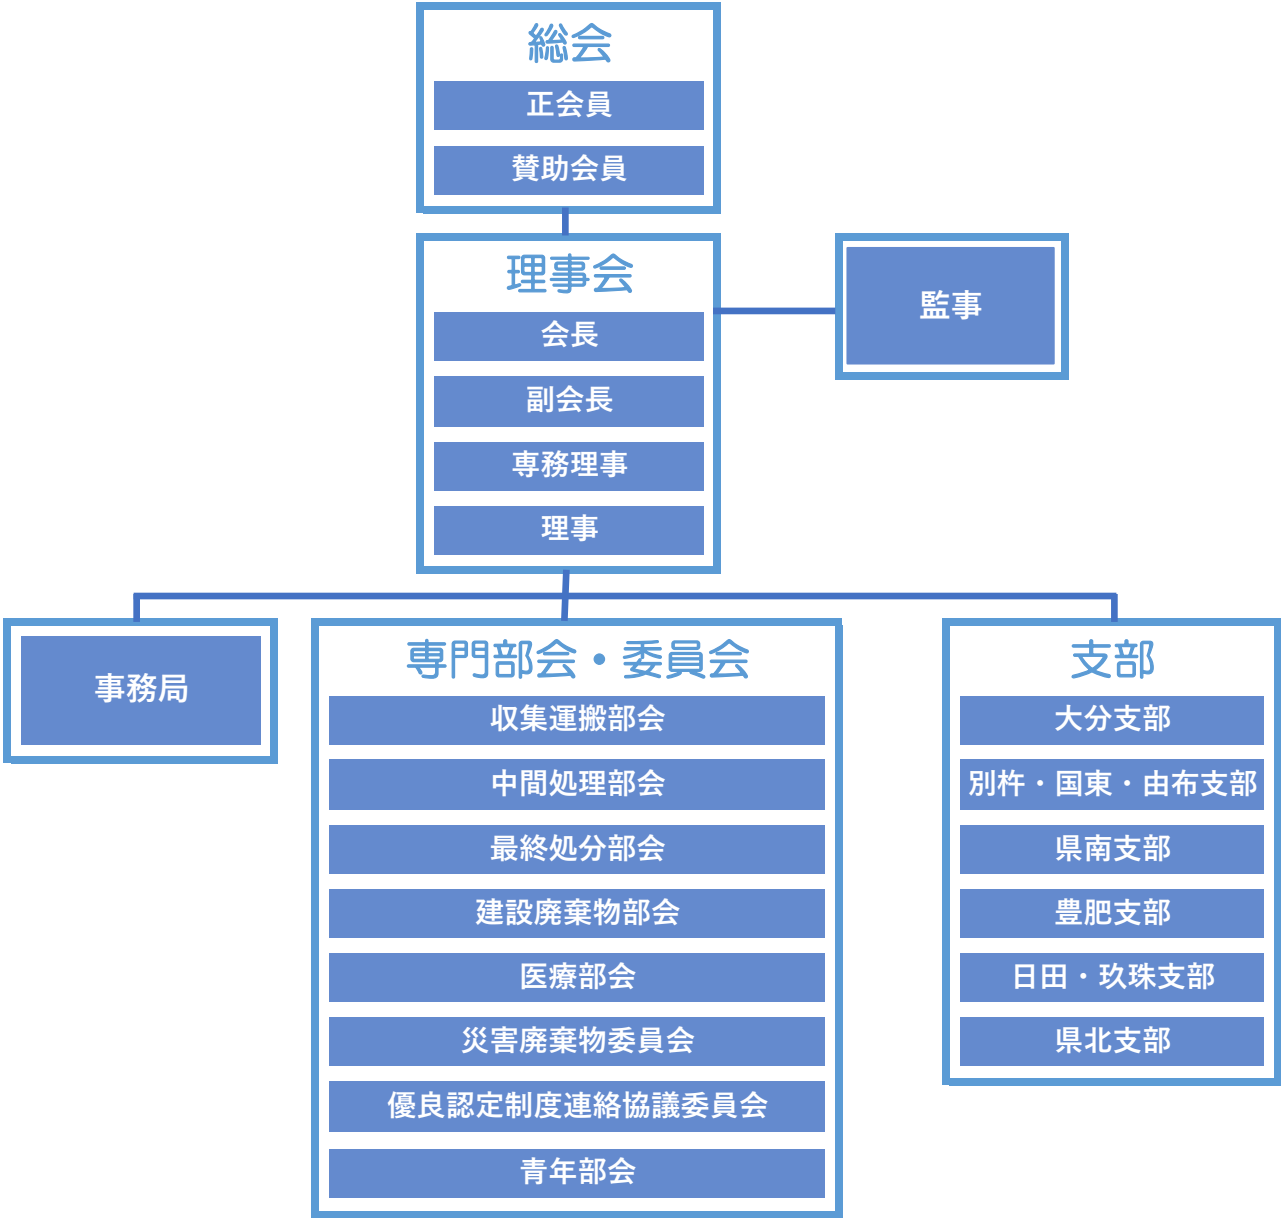 総会
正会員
賛助会員
理事会
会長
副会長
専務理事
理事
監事
事務局
専門部会・委員会
収集運搬部会
中間処理部会
最終処分部会
建設廃棄物部会
医療部会
災害廃棄物委員会
優良認定制度連絡協議委員会
青年部会
支部
大分支部
別杵・国東・由布支部
県南支部
豊肥支部
日田・玖珠支部
県北支部